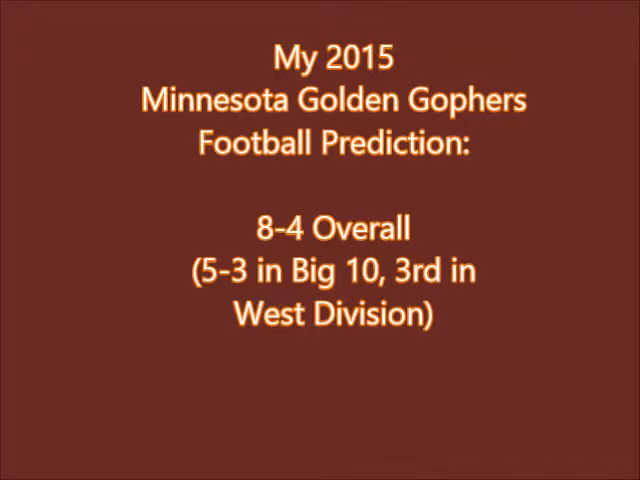 My 2015
Minnesota Golden Gophers
Football Prediction:
8-4 Overall
(5-3 in Big 10, 3rd in
West Division)